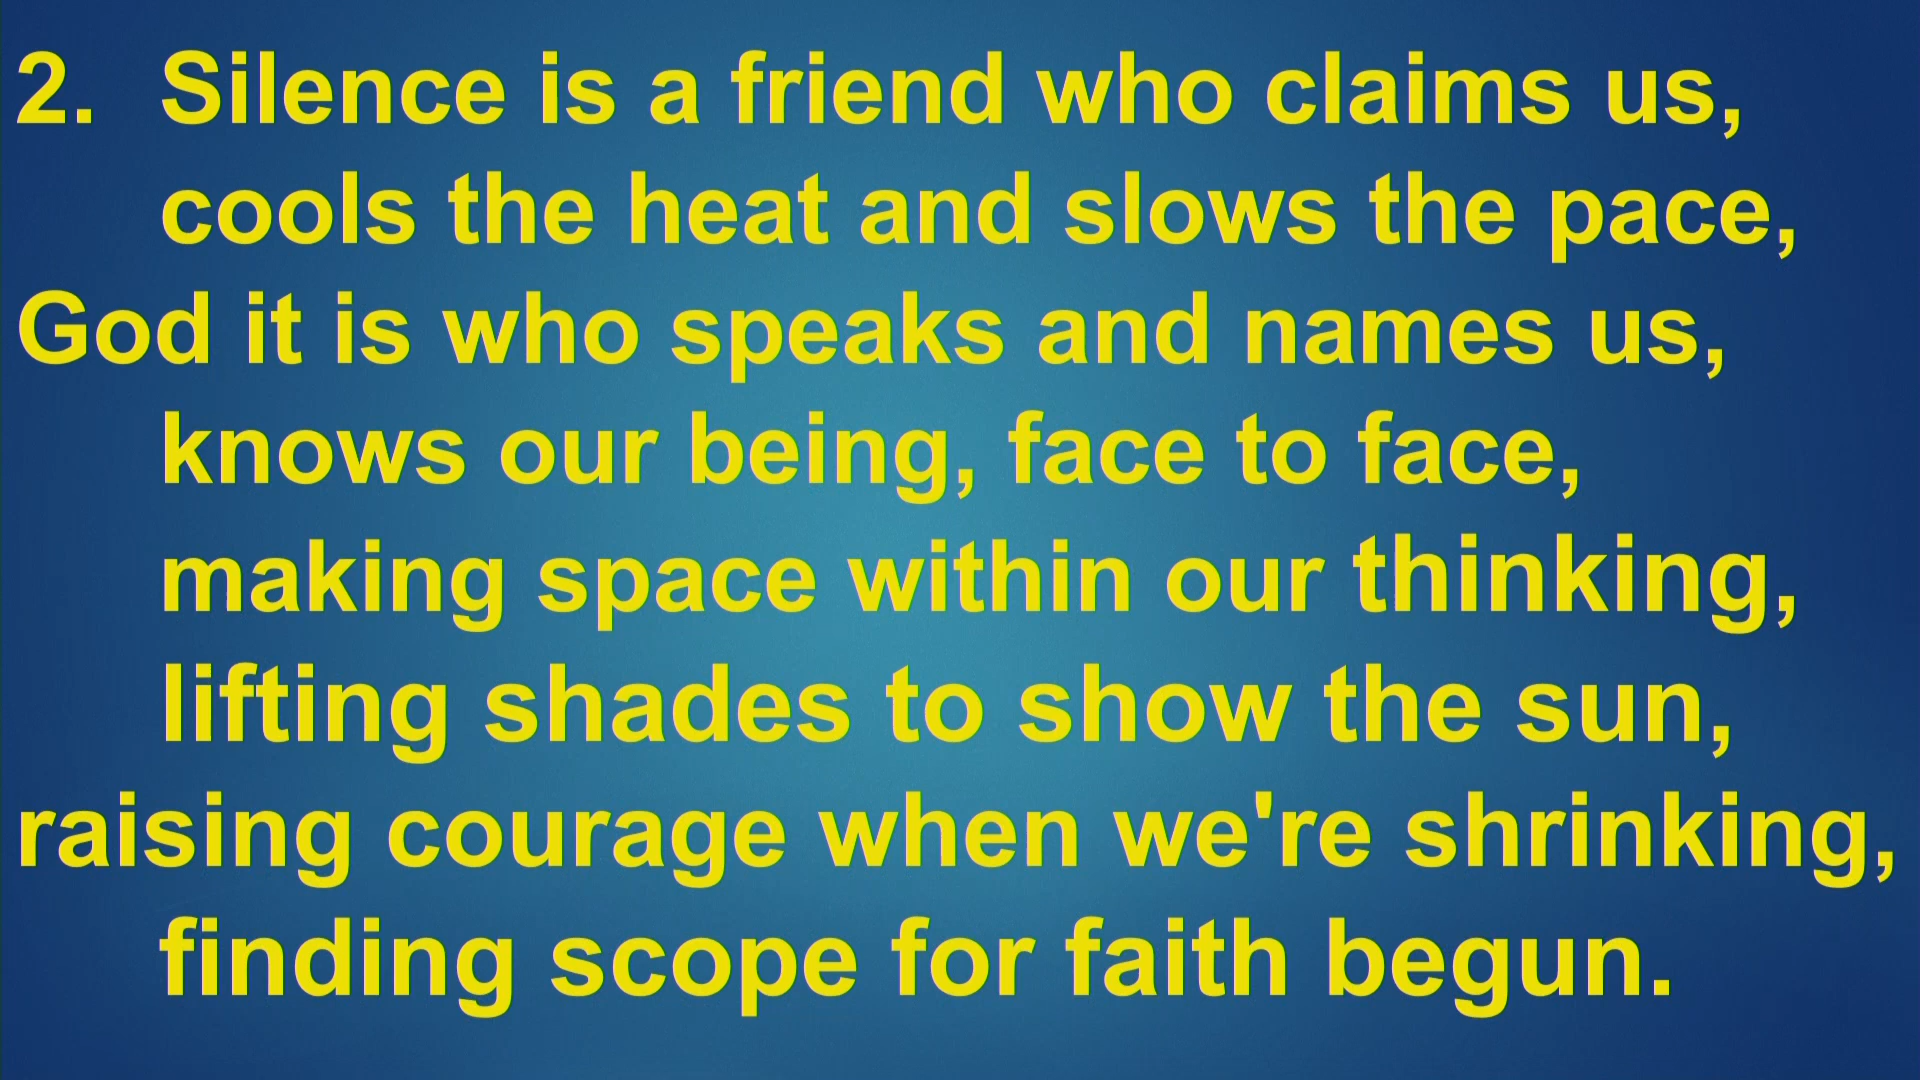 2. Silence is a friend who claims us,
cools the heat and slows the pace,
God it is who speaks and names us,
knows our being, face to face,
making space within our thinking,
lifting shades to show the sun,
raising courage when we're shrinking,
finding scope for faith begun.